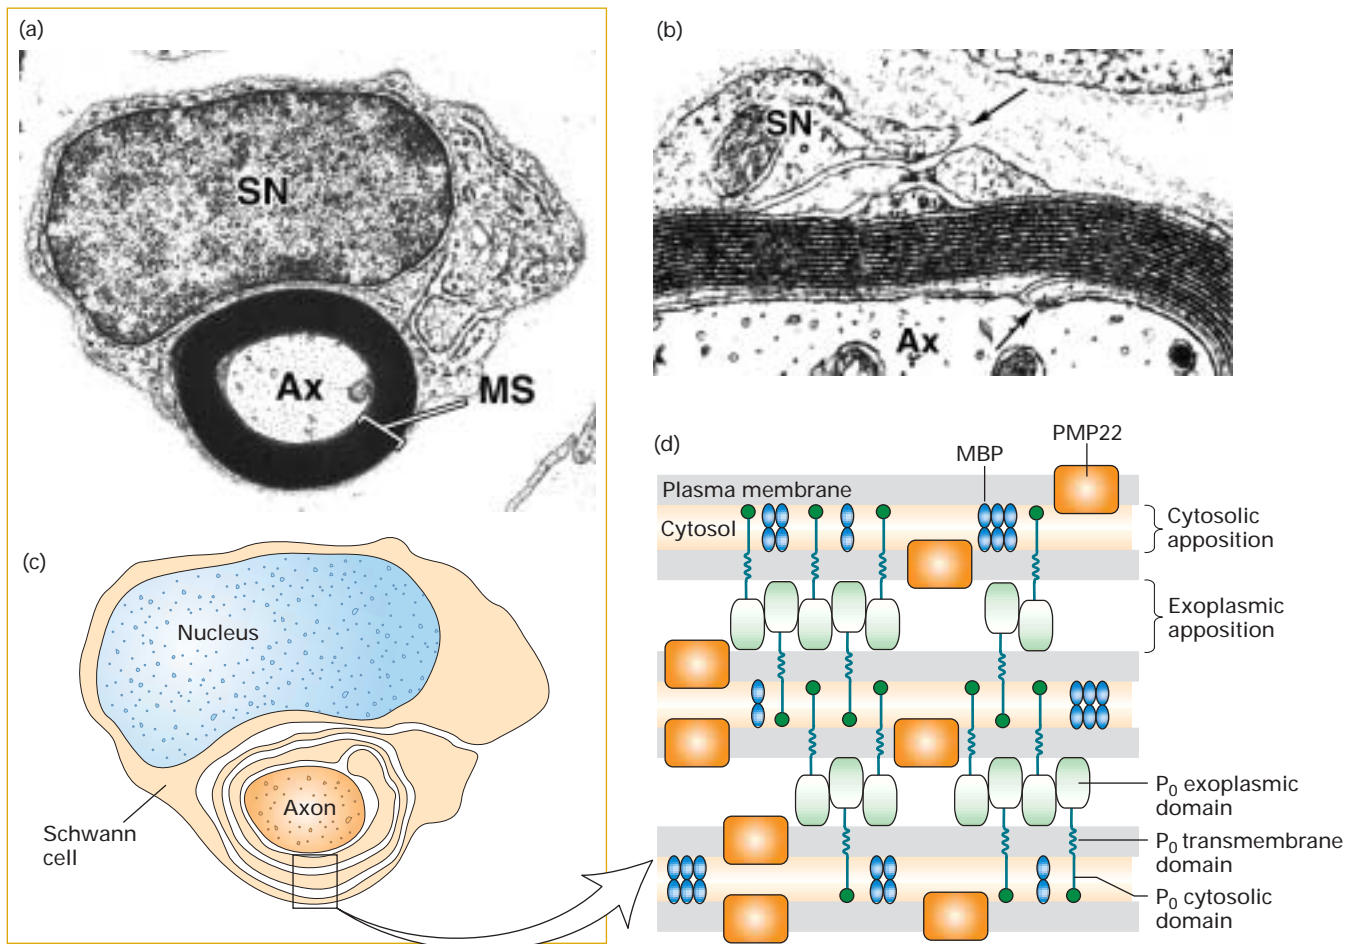 (a)
SN
Ax
MS
(b)
SN
Ax
(c)
Nucleus
Axon
Schwann
cell
(d)
PMP22
MBP
Plasma membrane
Cytosol
Cytosolic
apposition
Exoplasmic
apposition
P0 exoplasmic
domain
P0 transmembrane
domain
P0 cytosolic
domain